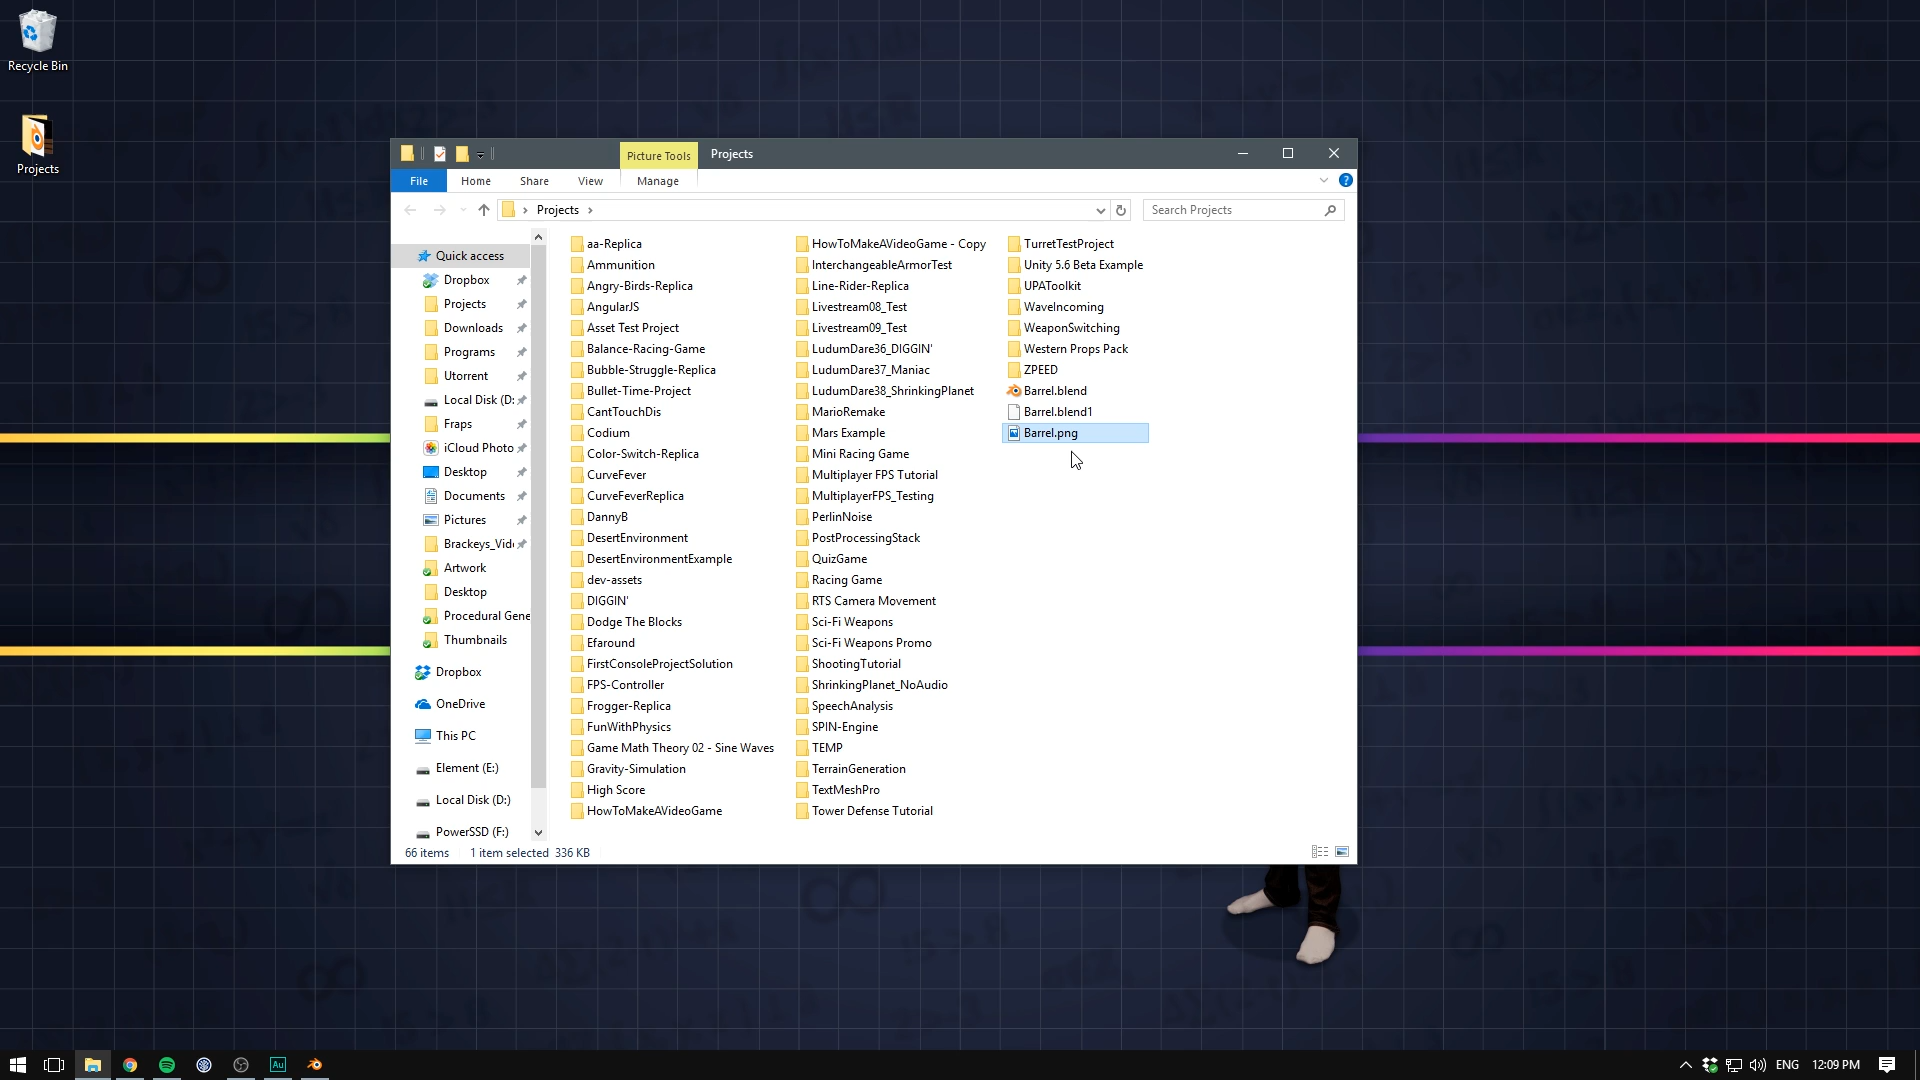 Recycle Bin
Projects
Picture Tools
Projects
File
Home
Share
View
Manage
Projects
Search Projects
Quick access
Dropbox
Projects
Downloads
Programs
Utorrent
Local Disk (D:
Fraps
iCloud Photo
Desktop
Documents
Pictures
Brackeys_Vid
Artwork
Desktop
Procedural Gene
Thumbnails
Dropbox
OneDrive
This PC
Element (E:)
Local Disk (D:)
PowerSSD (F:)
aa-Replica
Ammunition
Angry-Birds-Replica
AngularJS
Asset Test Project
Balance-Racing-Game
Bubble-Struggle-Replica
Bullet-Time-Project
CantTouchDis
Codium
Color-Switch-Replica
CurveFever
CurveFeverReplica
DannyB
DesertEnvironment
DesertEnvironmentExample
dev-assets
DIGGIN'
Dodge The Blocks
Efaround
FirstConsoleProjectSolution
FPS-Controller
Frogger-Replica
FunWithPhysics
Game Math Theory 02 - Sine Waves
Gravity-Simulation
High Score
HowToMakeAVideoGame
HowToMakeAVideoGame - Copy
InterchangeableArmorTest
Line-Rider-Replica
Livestream08_Test
Livestream09_Test
LudumDare36_DIGGIN'
LudumDare37_Maniac
LudumDare38_ShrinkingPlanet
MarioRemake
Mars Example
Mini Racing Game
Multiplayer FPS Tutorial
MultiplayerFPS_Testing
PerlinNoise
PostProcessingStack
QuizGame
Racing Game
RTS Camera Movement
Sci-Fi Weapons
Sci-Fi Weapons Promo
ShootingTutorial
ShrinkingPlanet_NoAudio
SpeechAnalysis
SPIN-Engine
TEMP
TerrainGeneration
TextMeshPro
Tower Defense Tutorial
TurretTestProject
Unity 5.6 Beta Example
UPAToolkit
WaveIncoming
WeaponSwitching
Western Props Pack
ZPEED
Barrel.blend
Barrel.blend1
Barrel.png
66 items
1 item selected 336 KB
Au
ENG
12:09 PM